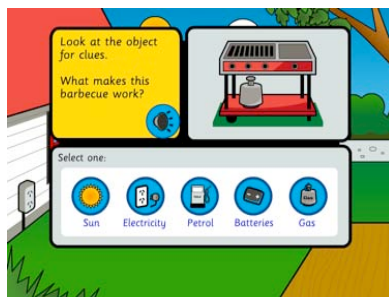 Look at the object
for clues.
What makes this
barbecue work?
Select one:
Sun Electricity Petrol Batteries Gas